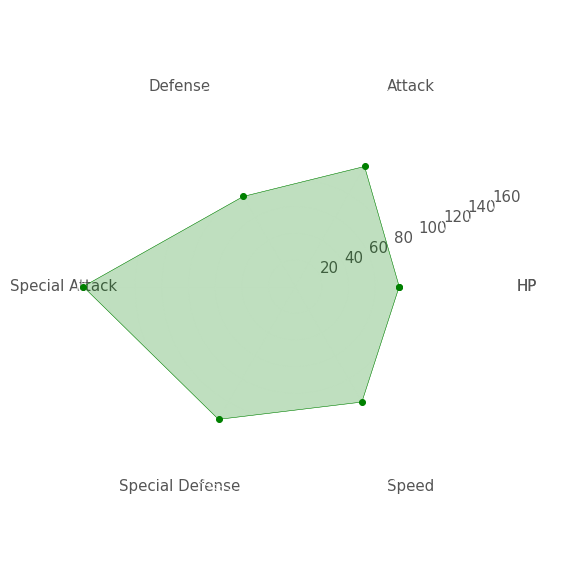 Defense
Attack
160
140
120
100
80
60
40
20
Special Attack
HP
Special Defense
Speed